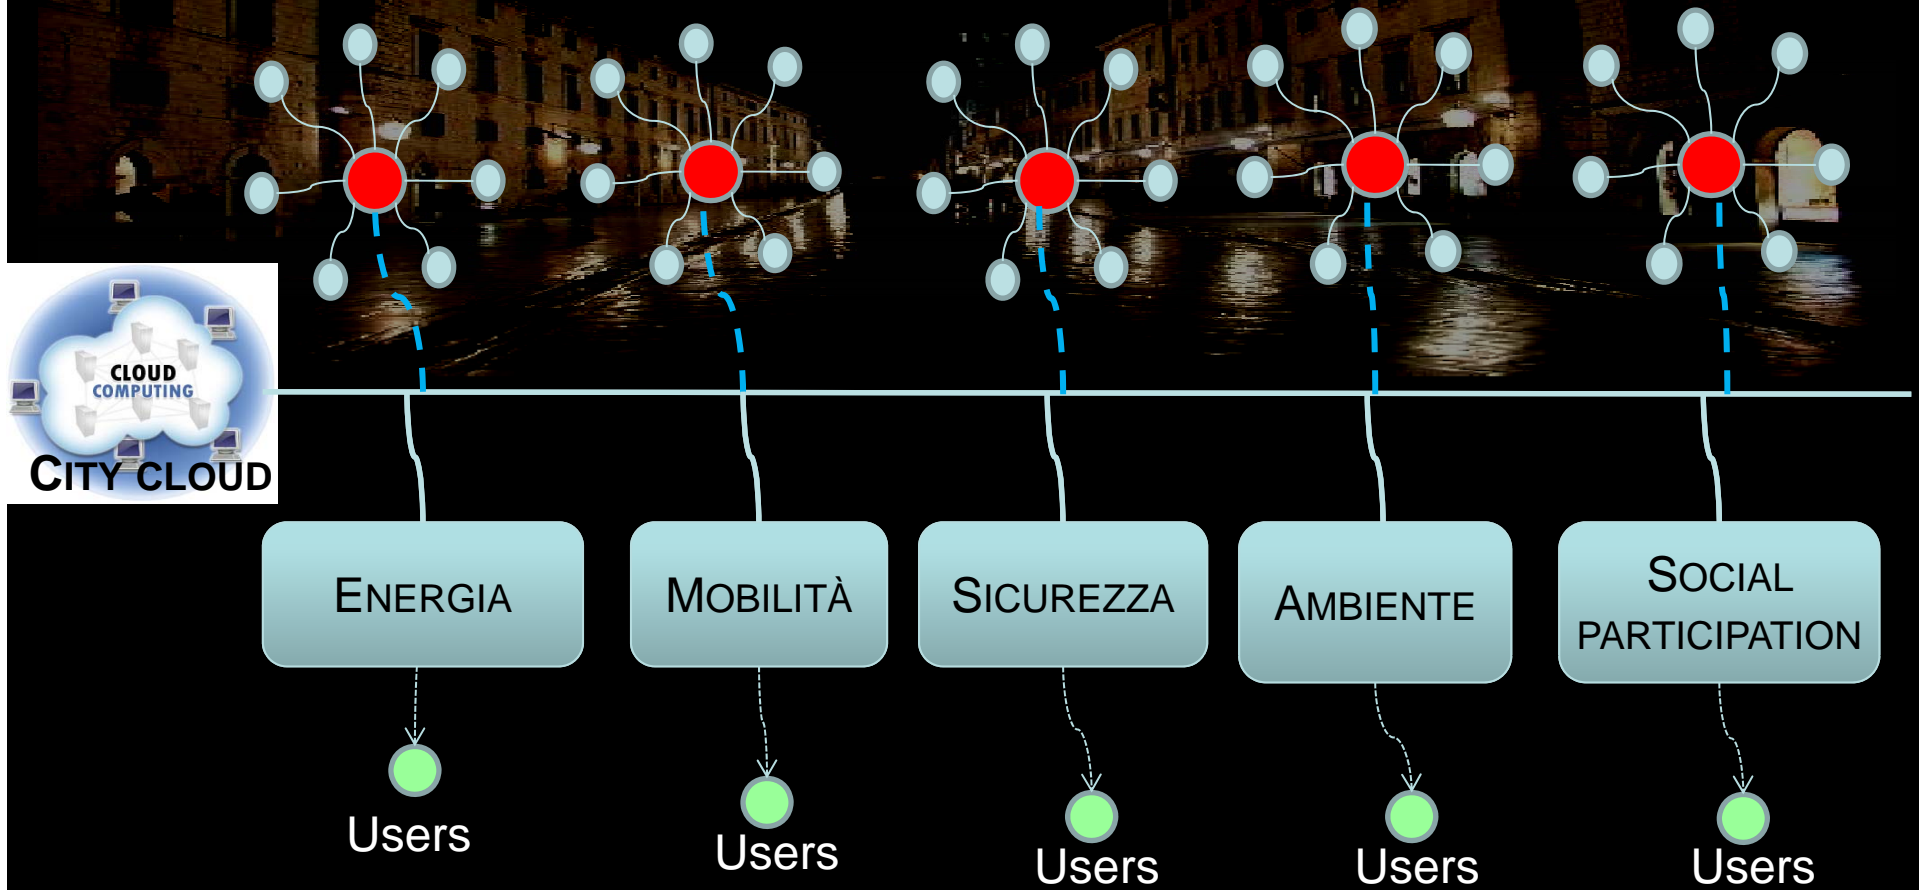 CLOUD
COMPUTING
CITY CLOUD
ENERGIA
MOBILITÀ
SICUREZZA
AMBIENTE
SOCIAL
PARTICIPATION
Users
Users
Users
Users
Users